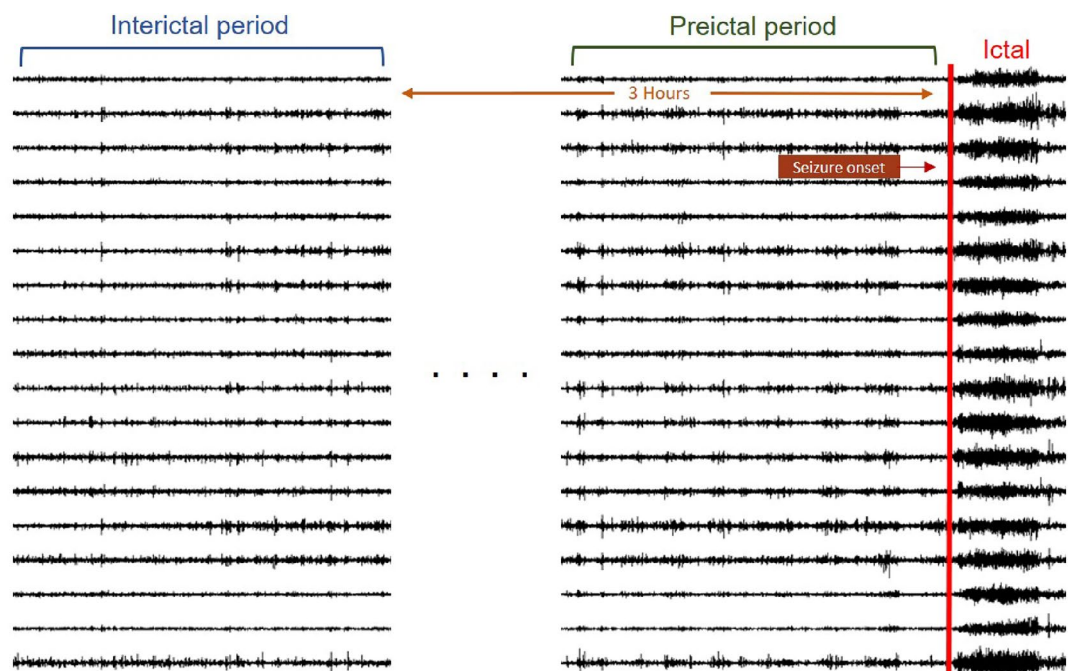 Interictal period
Preictal period
Ictal
3 Hours
Seizure onset
. . . .